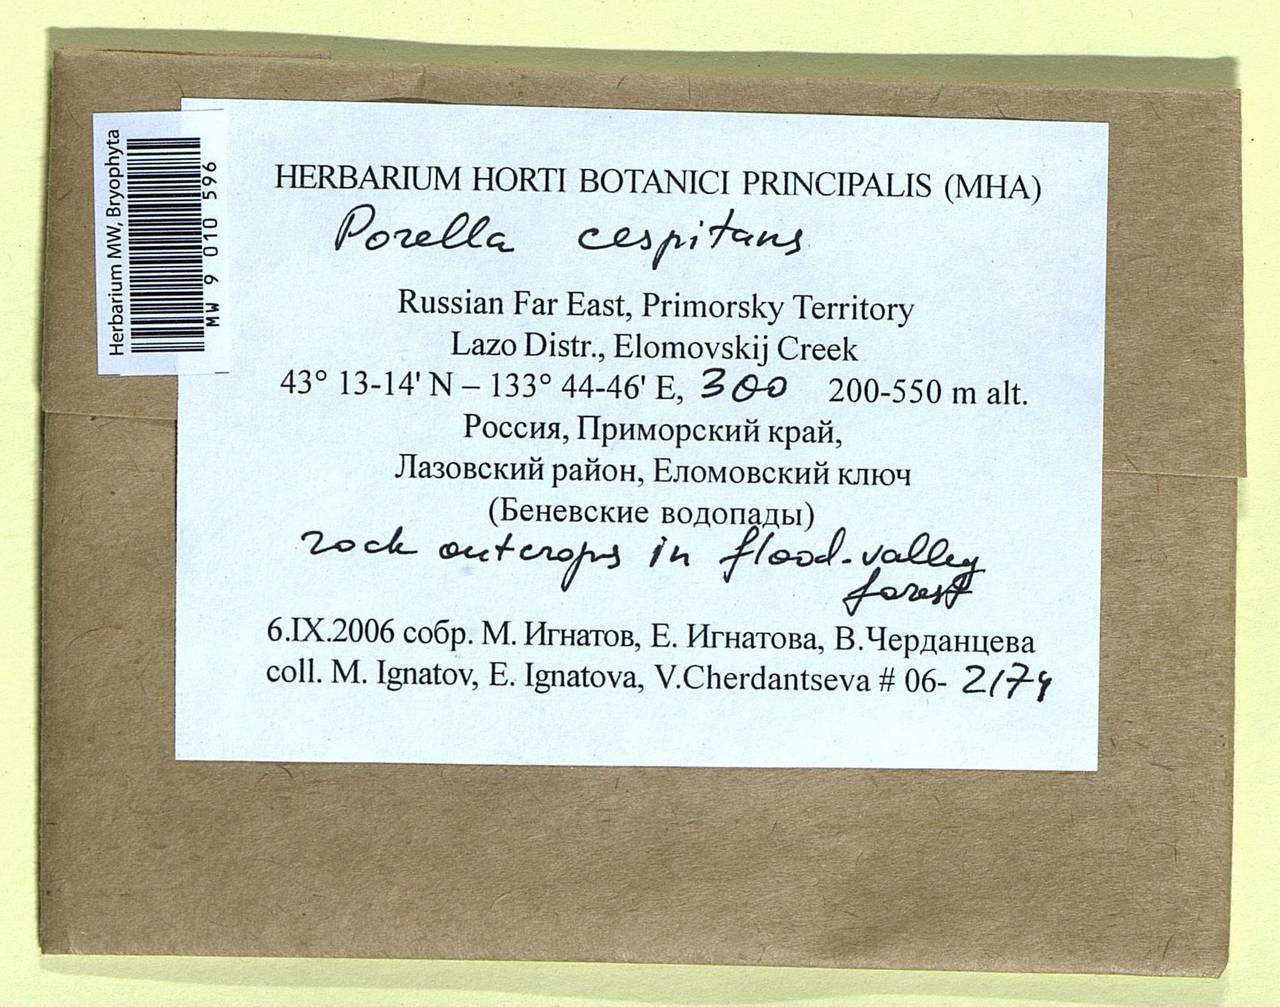 Herbarium MW, Bryophyta
MW 9 010 596
HERBARIUM HORTI BOTANICI PRINCIPALIS (MHA)
Porella cespitans
Russian Far East, Primorsky Territory
Lazo Distr., Elomovskij Creek
43° 13-14' N – 133° 44-46' E, 300 200-550 m alt.
Россия, Приморский край,
Лазовский район, Еломовский ключ
(Беневские водопады)
rock outcrops in flood-valley
forest
6.IX.2006 собр. М. Игнатов, Е. Игнатова, В.Черданцева
coll. M. Ignatov, E. Ignatova, V.Cherdantseva # 06- 2174